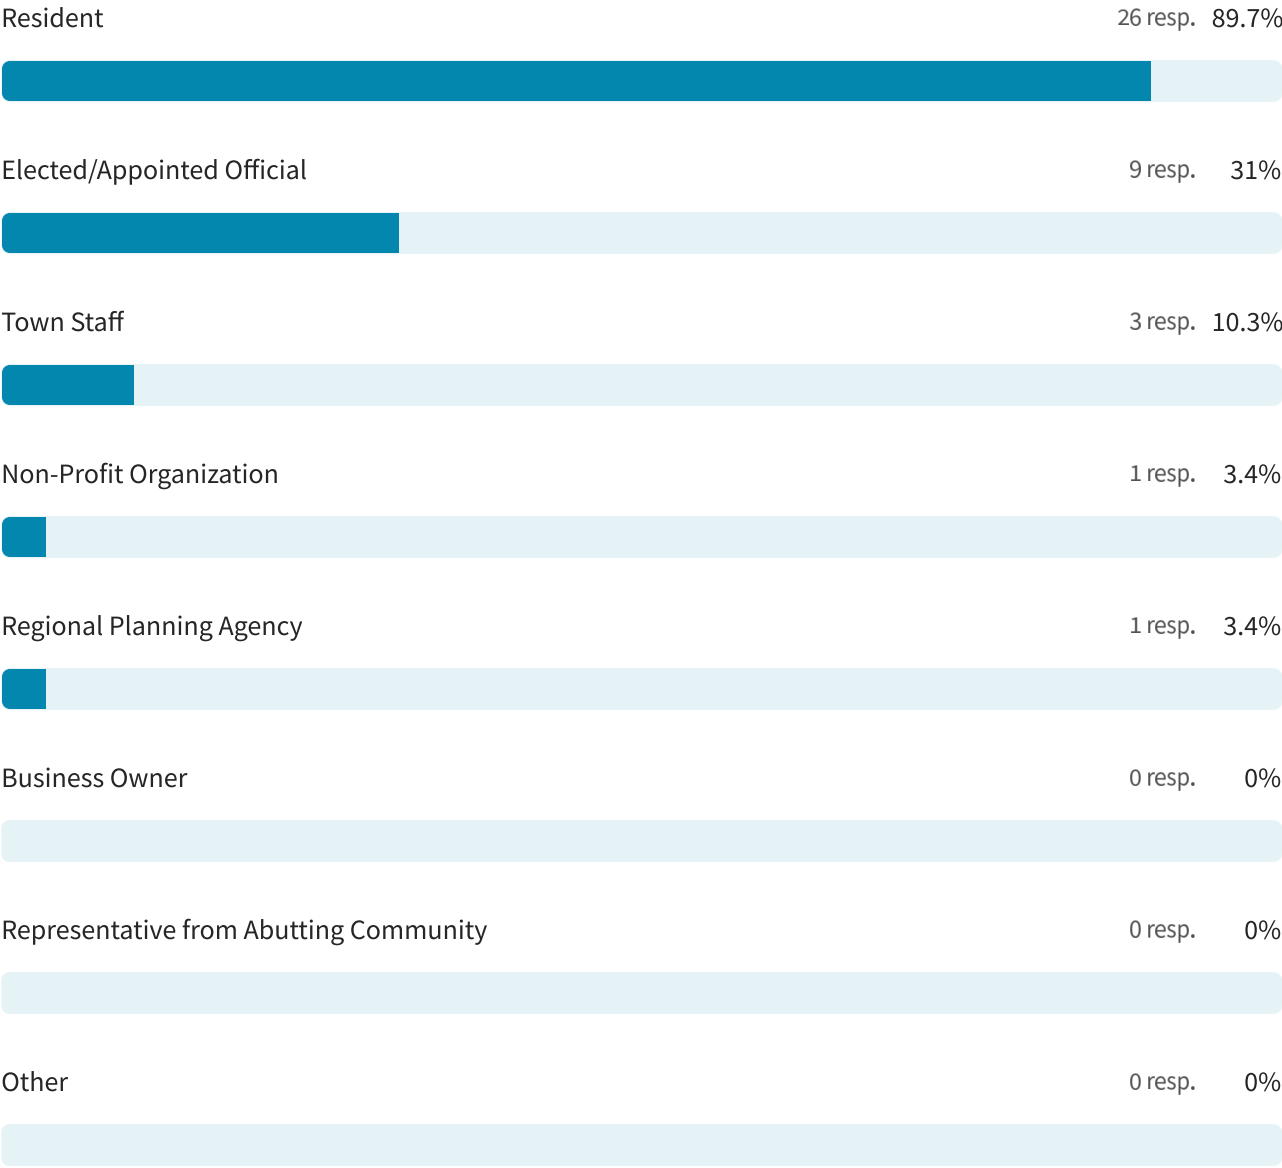 Resident 26 resp. 89.7%
Elected/Appointed Official 9 resp. 31%
Town Staff 3 resp. 10.3%
Non-Profit Organization 1 resp. 3.4%
Regional Planning Agency 1 resp. 3.4%
Business Owner 0 resp. 0%
Representative from Abutting Community 0 resp. 0%
Other 0 resp. 0%